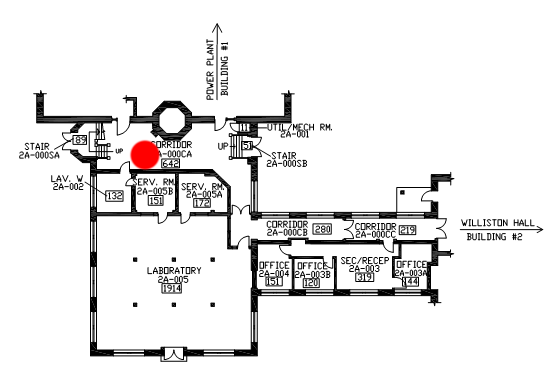 POWER PLANT
BUILDING #1
UTIL/MECH RM.
2A-001
89
CORRIDOR
2A-000CA
642
UP
UP
51
STAIR
2A-000SA
STAIR
2A-000SB
LAV. W
2A-002
132
SERV. RM.
2A-005B
151
SERV. RM.
2A-005A
172
CORRIDOR
2A-000CB
280
CORRIDOR
2A-000CC
219
WILLISTON HALL
BUILDING #2
LABORATORY
2A-005
1914
OFFICE
2A-004
151
OFFICE
2A-003B
120
SEC/RECEP
2A-003
319
OFFICE
2A-003A
144